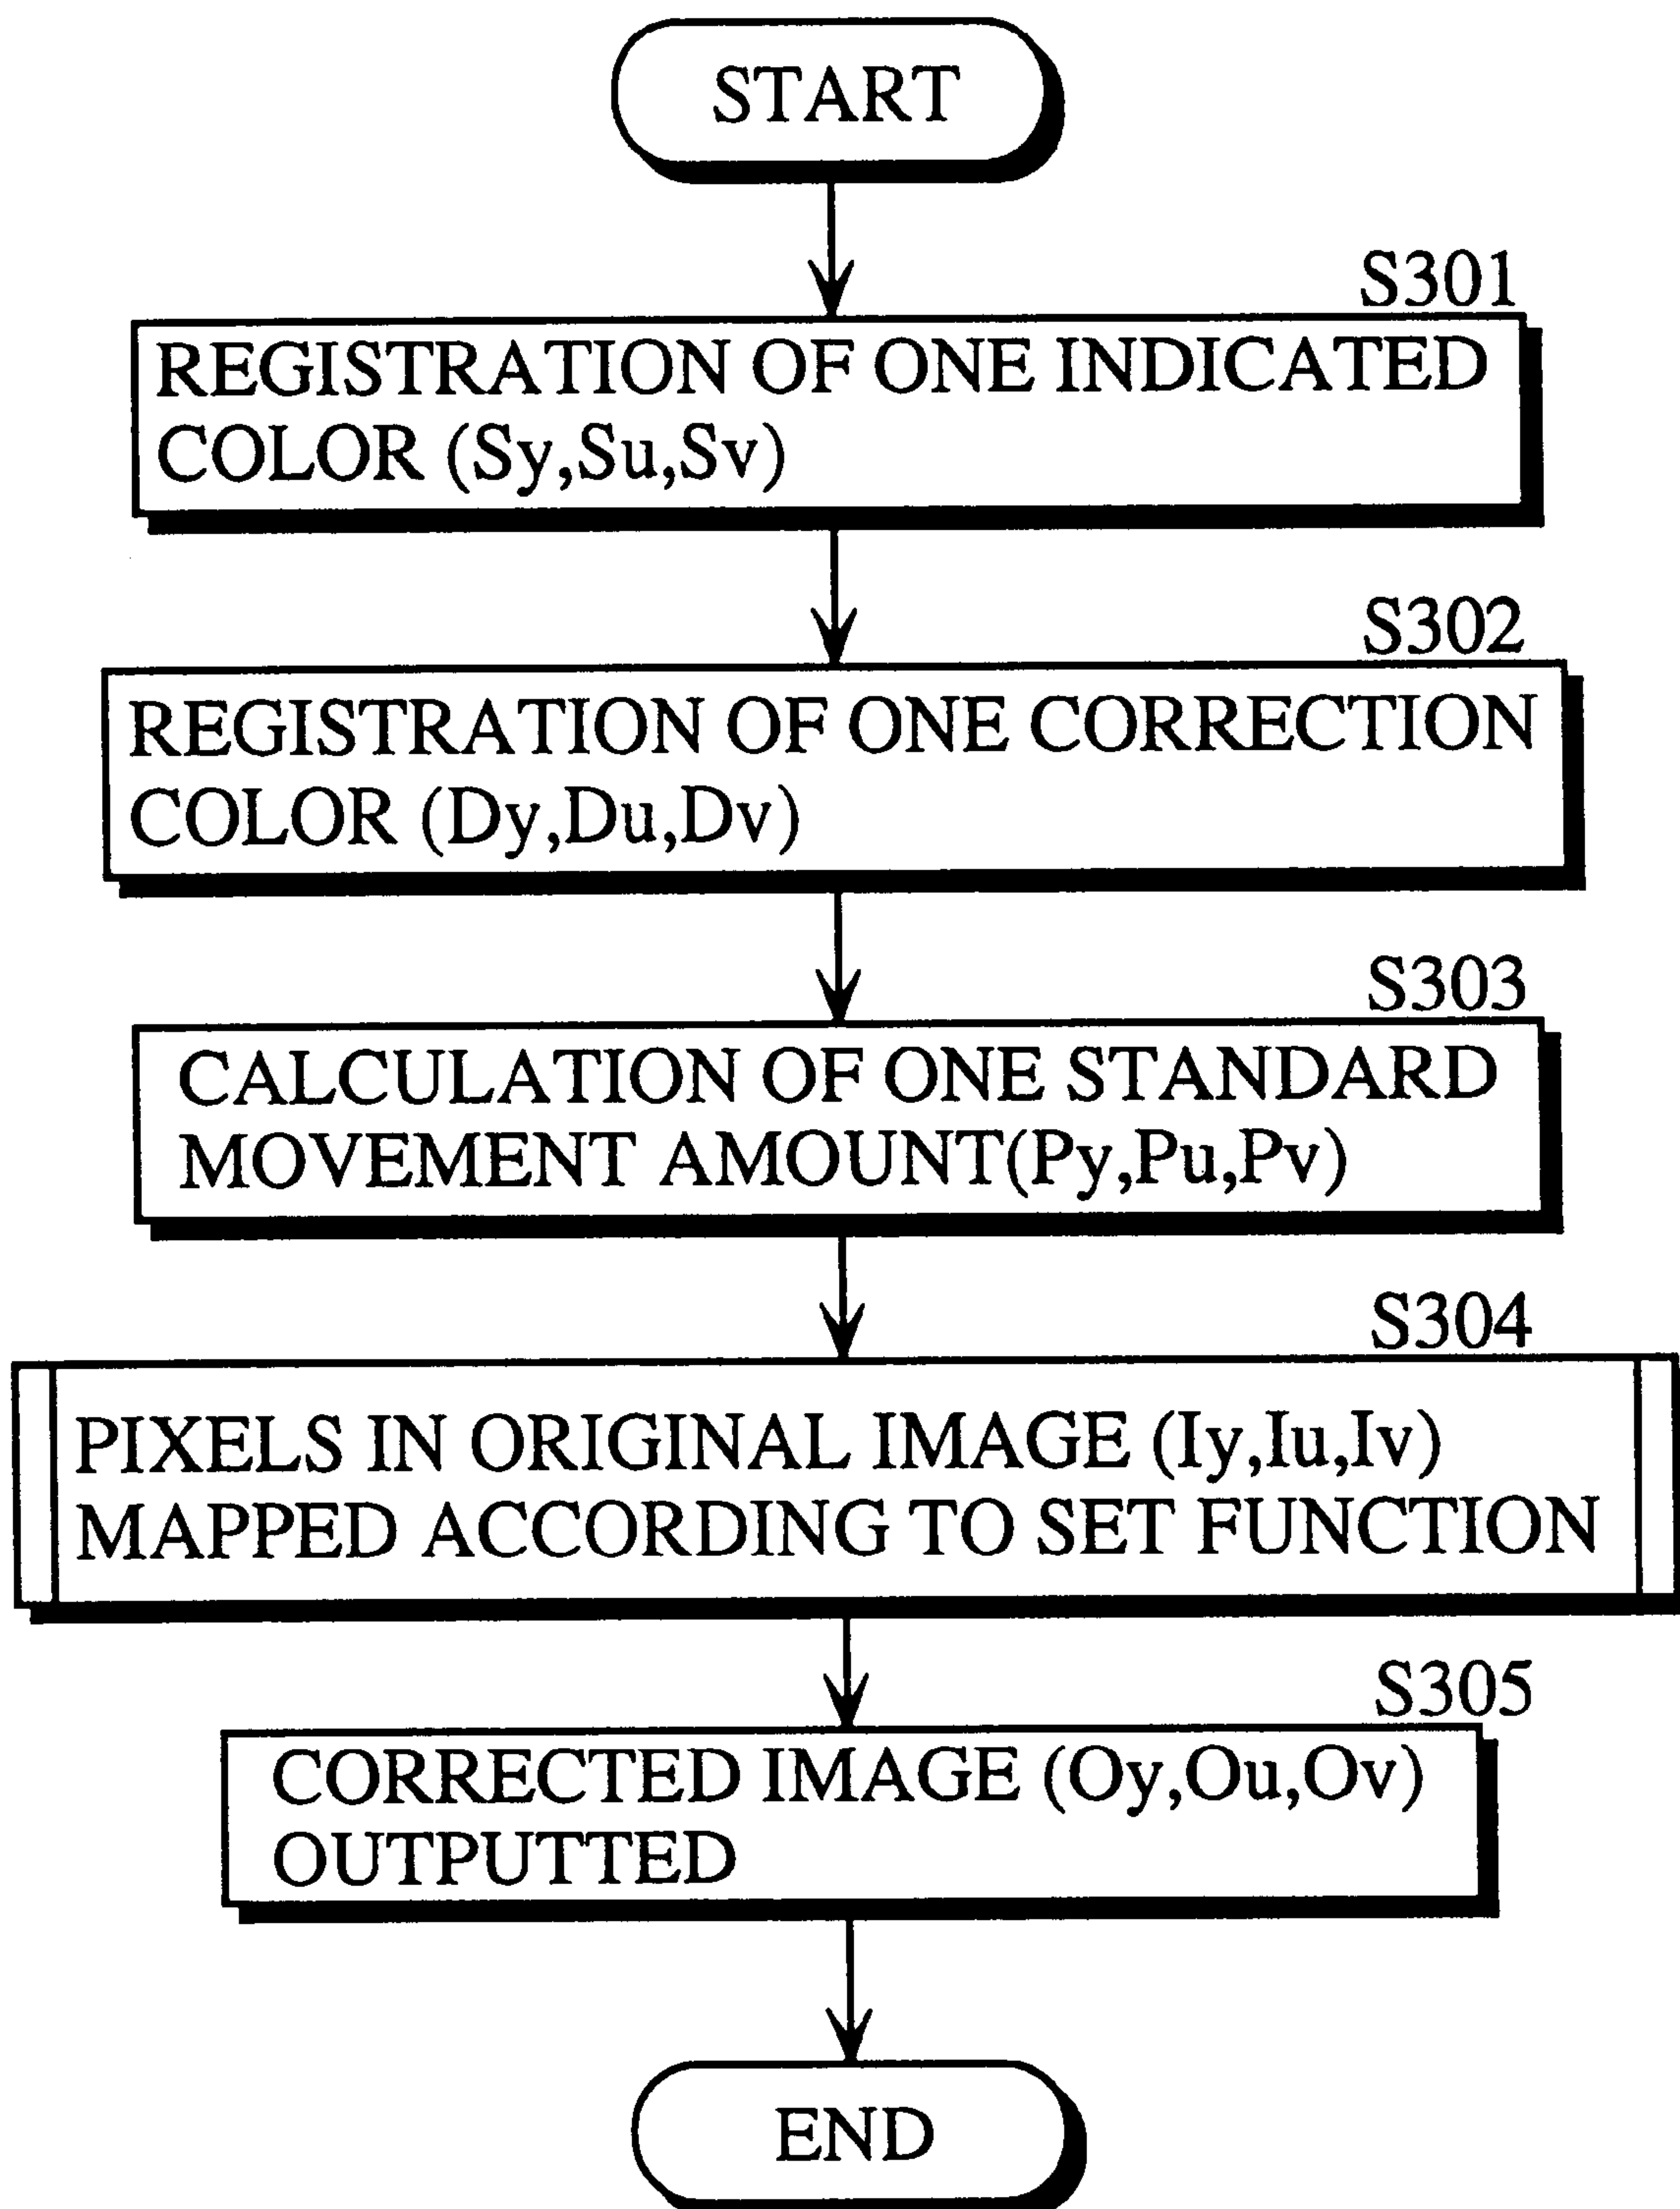 START
S301
REGISTRATION OF ONE INDICATED
COLOR (Sy,Su,Sv)
S302
REGISTRATION OF ONE CORRECTION
COLOR (Dy,Du,Dv)
S303
CALCULATION OF ONE STANDARD
MOVEMENT AMOUNT(Py,Pu,Pv)
S304
PIXELS IN ORIGINAL IMAGE (Iy,Iu,Iv)
MAPPED ACCORDING TO SET FUNCTION
S305
CORRECTED IMAGE (Oy,Ou,Ov)
OUTPUTTED
END